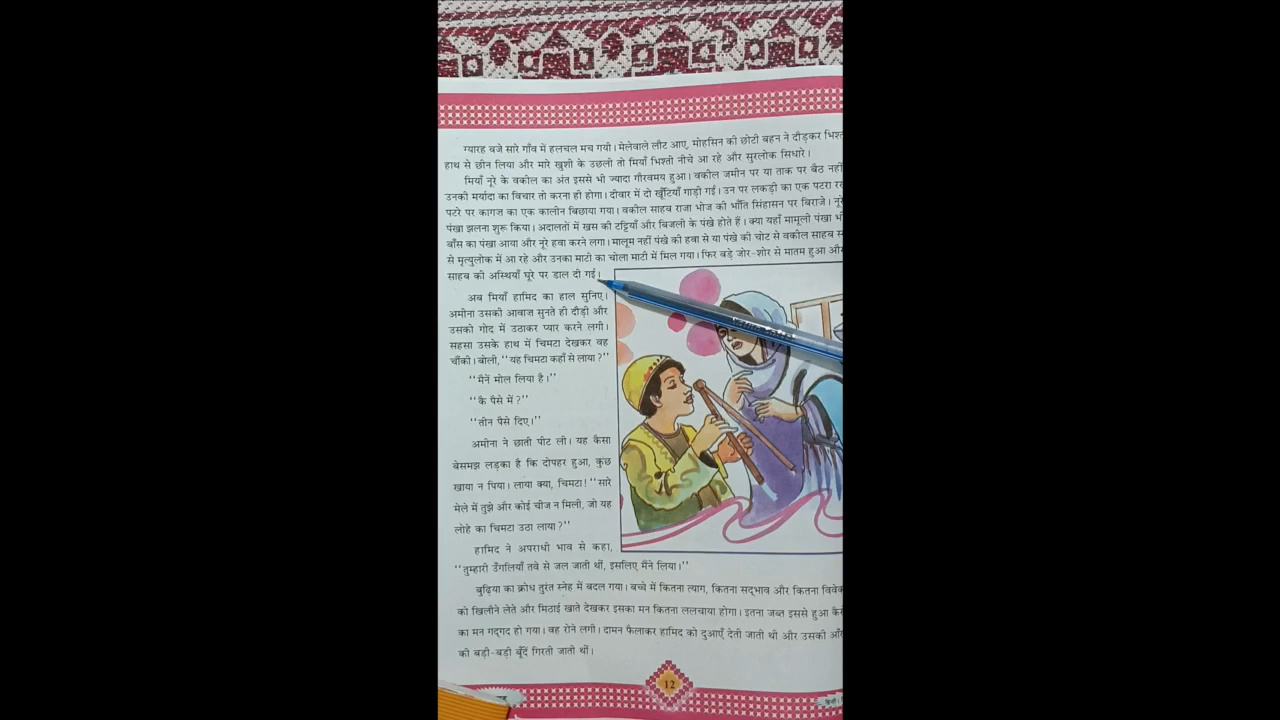 ग्यारह बजे सारे गाँव में हलचल मच गयी। मेलेवाले लौट आए, मोहसिन की छोटी बहन ने दौड़कर भिश्त
हाथ से छीन लिया और मारे खुशी के उछली तो मियाँ भिश्ती नीचे आ रहे और सुरलोक सिधारे।
मियाँ नूरे के वकील का अंत इससे भी ज्यादा गौरवमय हुआ। वकील जमीन पर या ताक पर बैठ नहीं
उनकी मर्यादा का विचार तो करना ही होगा। दीवार में दो खूँटियाँ गाड़ी गईं। उन पर लकड़ी का एक पटरा
पटरे पर कागज का एक कालीन बिछाया गया। वकील साहब राजा भोज की भाँति सिंहासन पर बिराजे। नूरे
पंखा झलना शुरू किया। अदालतों में खस की टट्टियाँ और बिजली के पंखे होते हैं। क्या यहाँ मामूली पंखा भी
बाँस का पंखा आया और नूरे हवा करने लगा। मालूम नहीं पंखे की हवा से या पंखे की चोट से वकील साहब
से मृत्युलोक में आ रहे और उनका माटी का चोला माटी में मिल गया। फिर बड़े जोर-शोर से मातम हुआ और
साहब की अस्थियाँ घूरे पर डाल दी गईं।
अब मियाँ हामिद का हाल सुनिए।
अमीना उसकी आवाज सुनते ही दौड़ी और
उसको गोद में उठाकर प्यार करने लगी।
सहसा उसके हाथ में चिमटा देखकर वह
चौंकी। बोली, ‘‘यह चिमटा कहाँ से लाया?’’
‘‘मैनें मोल लिया है।’’
‘‘कै पैसे में?’’
‘‘तीन पैसे दिए।’’
अमीना ने छाती पीट ली। यह कैसा
बेसमझ लड़का है कि दोपहर हुआ, कुछ
खाया न पिया। लाया क्या, चिमटा! ‘‘सारे
मेले में तुझे और कोई चीज न मिली, जो यह
लोहे का चिमटा उठा लाया?’’
हामिद ने अपराधी भाव से कहा,
‘‘तुम्हारी उँगलियाँ तवे से जल जाती थीं, इसलिए मैंने लिया।’’
बुढ़िया का क्रोध तुरंत स्नेह में बदल गया। बच्चे में कितना त्याग, कितना सद्भाव और कितना विवेक
को खिलौने लेते और मिठाई खाते देखकर इसका मन कितना ललचाया होगा। इतना जब्त इससे हुआ कैसे
का मन गद्गद हो गया। वह रोने लगी। दामन फैलाकर हामिद को दुआएँ देती जाती थी और उसकी
की बड़ी-बड़ी बूँदें गिरती जाती थीं।
12